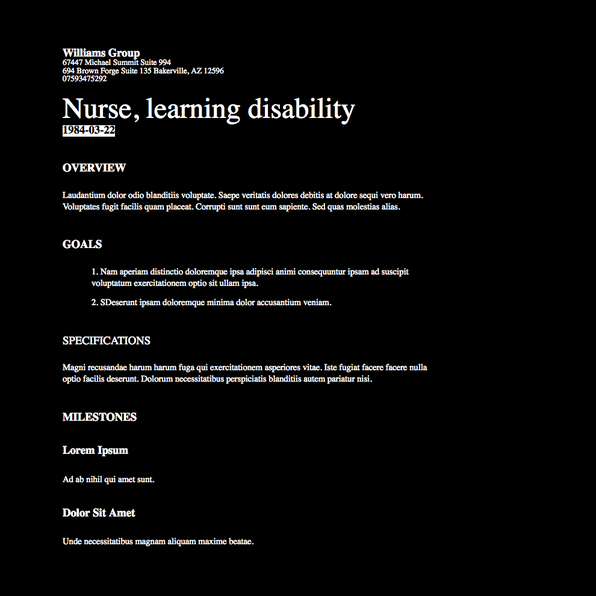 Williams Group
67447 Michael Summit Suite 994
694 Brown Forge Suite 135 Bakerville, AZ 12596
07593475292
Nurse, learning disability
1984-03-22
OVERVIEW
Laudantium dolor odio blanditiis voluptate. Saepe veritatis dolores debitis at dolore sequi vero harum.
Voluptates fugit facilis quam placeat. Corrupti sunt sunt eum sapiente. Sed quas molestias alias.
GOALS
1. Nam aperiam distinctio doloremque ipsa adipisci animi consequuntur ipsam ad suscipit
voluptatum exercitationem optio sit ullam ipsa.
2. SDeserunt ipsam doloremque minima dolor accusantium veniam.
SPECIFICATIONS
Magni recusandae harum harum fuga qui exercitationem asperiores vitae. Iste fugiat facere facere nulla
optio facilis deserunt. Dolorum necessitatibus perspiciatis blanditiis autem pariatur nisi.
MILESTONES
Lorem Ipsum
Ad ab nihil qui amet sunt.
Dolor Sit Amet
Unde necessitatibus magnam aliquam maxime beatae.